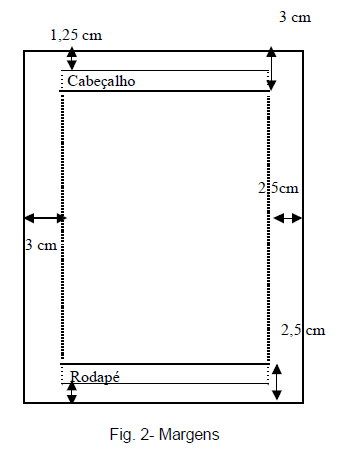 3 cm
1,25 cm
Cabeçalho
2,5cm
3 cm
2,5 cm
Rodapé
Fig. 2- Margens